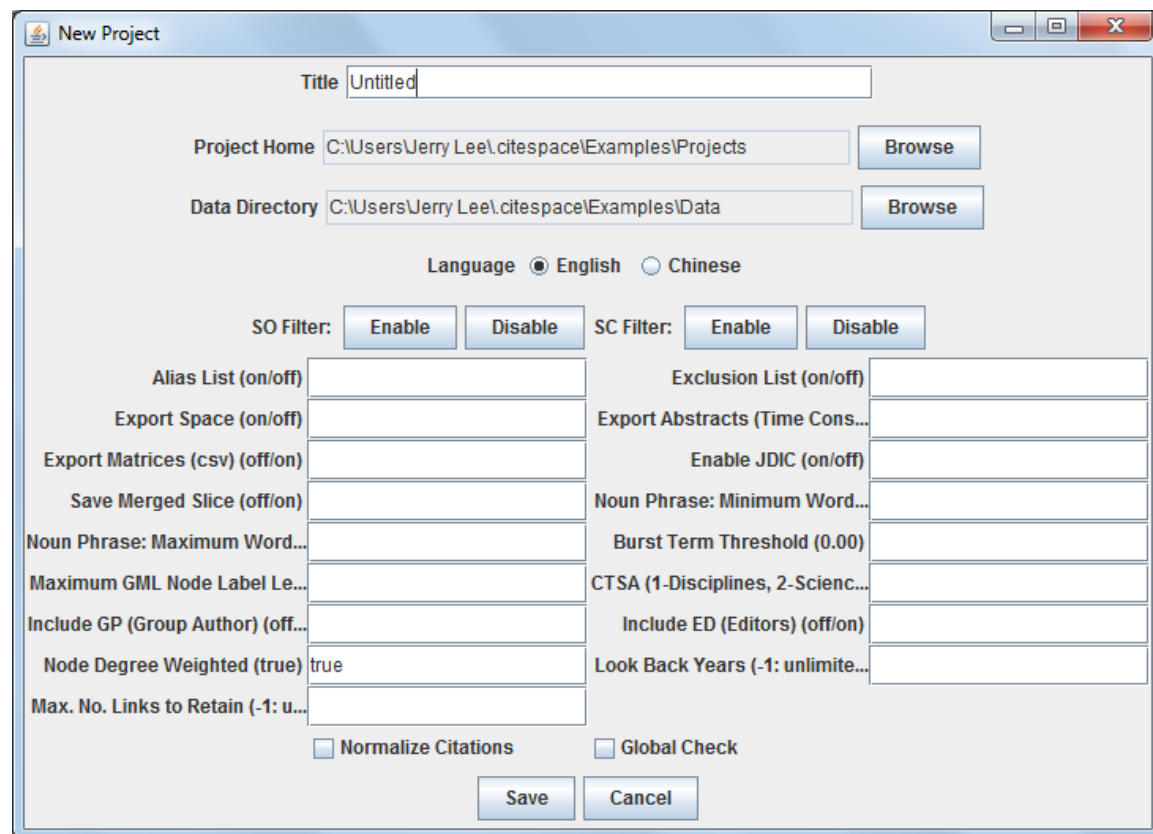 New Project
Title Untitled
Project Home C:\Users\Jerry Lee\.citespace\Examples\Projects Browse
Data Directory C:\Users\Jerry Lee\.citespace\Examples\Data Browse
Language English Chinese
SO Filter: Enable Disable SC Filter: Enable Disable
Alias List (on/off) Exclusion List (on/off)
Export Space (on/off) Export Abstracts (Time Cons...
Export Matrices (csv) (off/on) Enable JDIC (on/off)
Save Merged Slice (off/on) Noun Phrase: Minimum Word...
Noun Phrase: Maximum Word... Burst Term Threshold (0.00)
Maximum GML Node Label Le... CTSA (1-Disciplines, 2-Scienc...
Include GP (Group Author) (off... Include ED (Editors) (off/on)
Node Degree Weighted (true) true Look Back Years (-1: unlimite...
Max. No. Links to Retain (-1: u...
Normalize Citations Global Check
Save Cancel